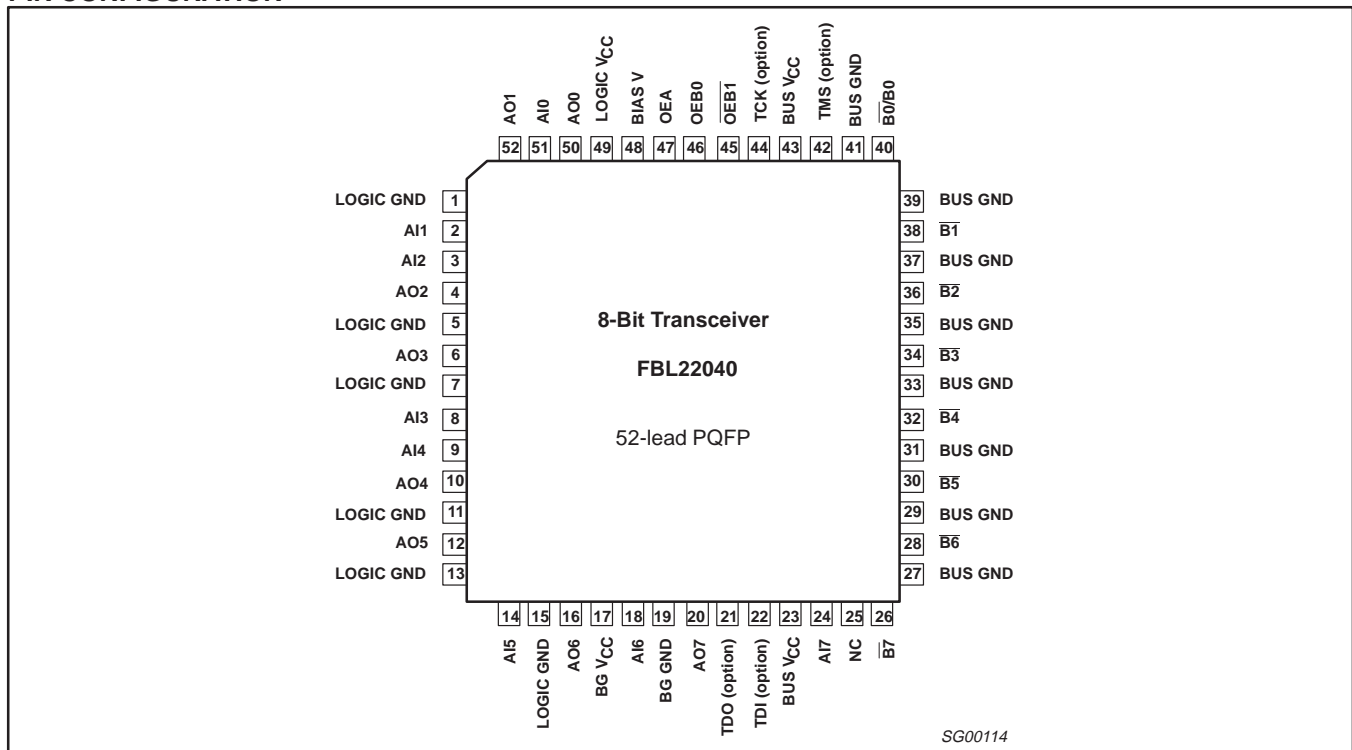 AO1
AI0
AO0
LOGIC VCC
BIAS V
OEA
OEB0
OEB1
TCK (option)
BUS VCC
TMS (option)
BUS GND
B0/B0
52 51 50 49 48 47 46 45 44 43 42 41 40
LOGIC GND 1
AI1 2
AI2 3
AO2 4
LOGIC GND 5
AO3 6
LOGIC GND 7
AI3 8
AI4 9
AO4 10
LOGIC GND 11
AO5 12
LOGIC GND 13
8-Bit Transceiver
FBL22040
52-lead PQFP
39 BUS GND
38 B1
37 BUS GND
36 B2
35 BUS GND
34 B3
33 BUS GND
32 B4
31 BUS GND
30 B5
29 BUS GND
28 B6
27 BUS GND
14 15 16 17 18 19 20 21 22 23 24 25 26
AI5
LOGIC GND
AO6
BG VCC
AI6
BG GND
AO7
TDO (option)
TDI (option)
BUS VCC
AI7
NC
B7
SG00114